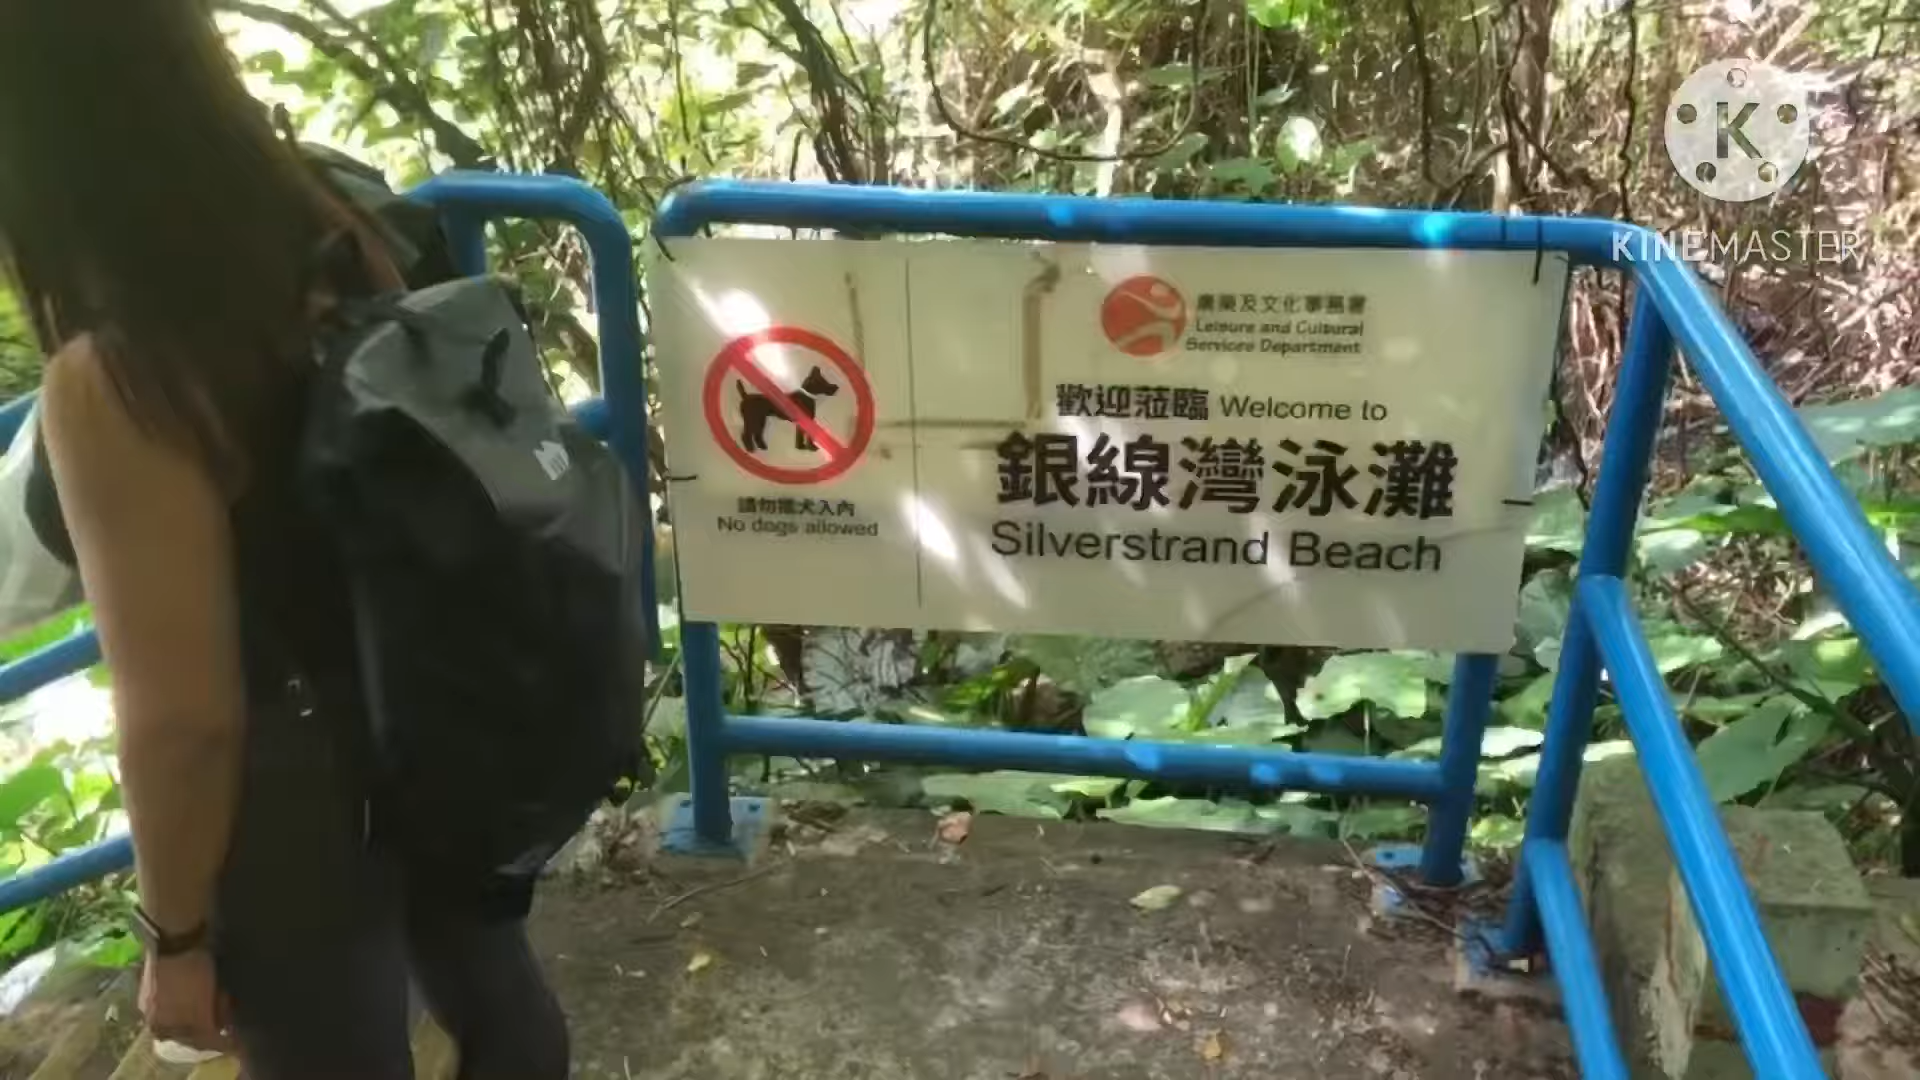 K
KINEMASTER
康樂及文化事務署
Leisure and Cultural
Services Department
歡迎蒞臨 Welcome to
銀線灣泳灘
Silverstrand Beach
請勿攜犬入內
No dogs allowed